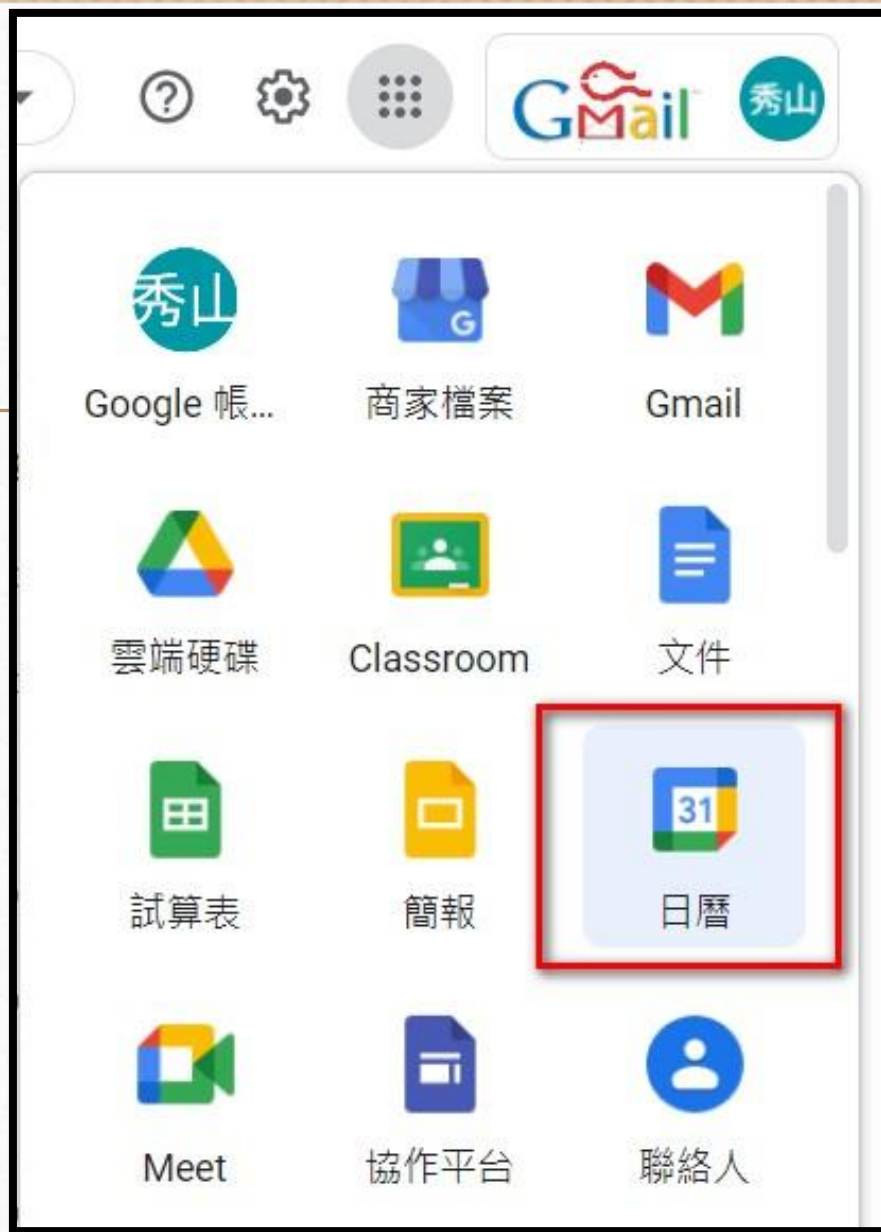 GMail 秀山
秀山
G
Google 帳... 商家檔案 Gmail
雲端硬碟 Classroom 文件
31
試算表 簡報 日曆
Meet 協作平台 聯絡人